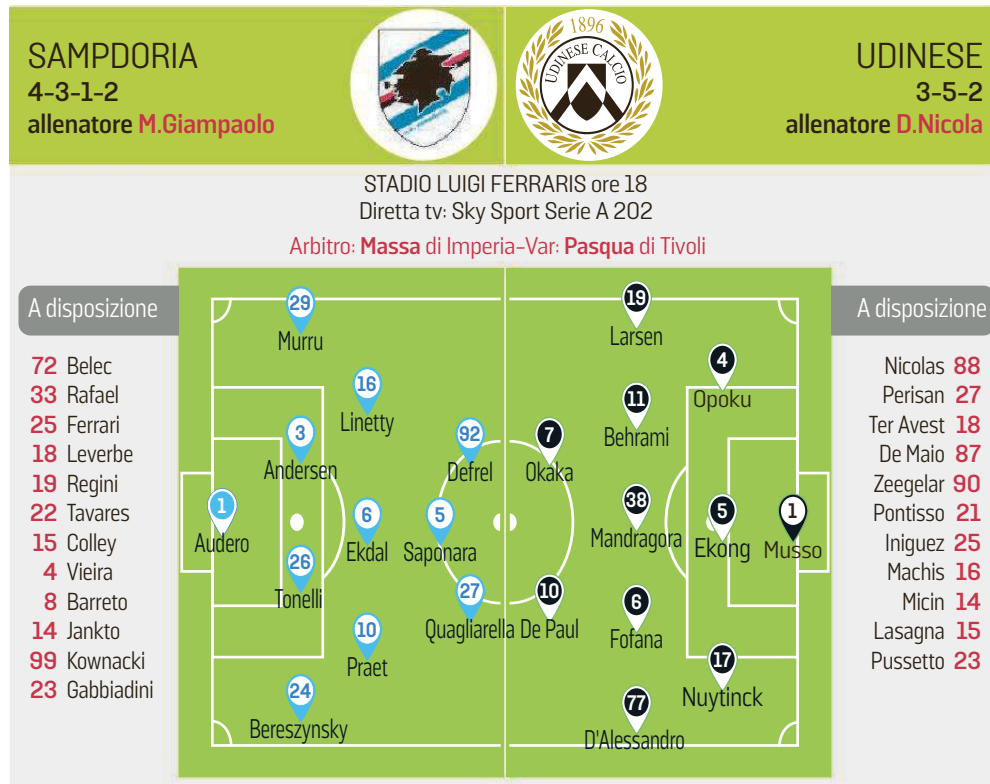 SAMPDORIA
4-3-1-2
allenatore M.Giampaolo
1896
UDINESE CALCIO
UDINESE
3-5-2
allenatore D.Nicola
STADIO LUIGI FERRARIS ore 18
Diretta tv: Sky Sport Serie A 202
Arbitro: Massa di Imperia-Var: Pasqua di Tivoli
A disposizione
72 Belec
33 Rafael
25 Ferrari
18 Leverbe
19 Regini
22 Tavares
15 Colley
4 Vieira
8 Barreto
14 Jankto
99 Kownacki
23 Gabbiadini
1
Audero
29
Murru
3
Andersen
26
Tonelli
24
Bereszynsky
16
Linetty
6
Ekdal
10
Praet
5
Saponara
92
Defrel
27
Quagliarella
7
Okaka
10
De Paul
19
Larsen
11
Behrami
38
Mandragora
6
Fofana
77
D'Alessandro
4
Opoku
5
Ekong
17
Nuytinck
1
Musso
A disposizione
Nicolas 88
Perisan 27
Ter Avest 18
De Maio 87
Zeegelar 90
Pontisso 21
Iniguez 25
Machis 16
Micin 14
Lasagna 15
Pussetto 23